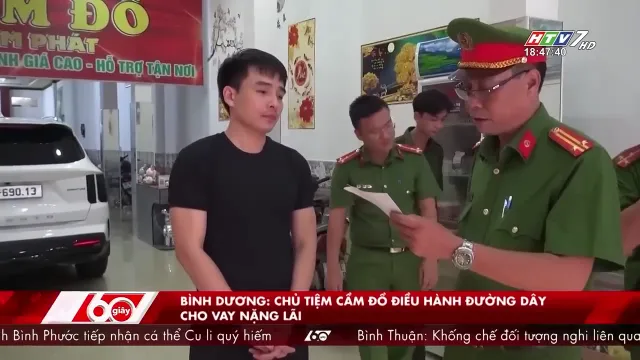 M ĐỒ
M PHÁT
NH GIÁ CAO - HỖ TRỢ TẬN NƠI
HTV7 HD
18:47:40
690.13
60 giây
BÌNH DƯƠNG: CHỦ TIỆM CẦM ĐỒ ĐIỀU HÀNH ĐƯỜNG DÂY
CHO VAY NẶNG LÃI
h Bình Phước tiếp nhận cá thể Cu li quý hiếm
60
Bình Thuận: Khống chế đối tượng nghi liên qua